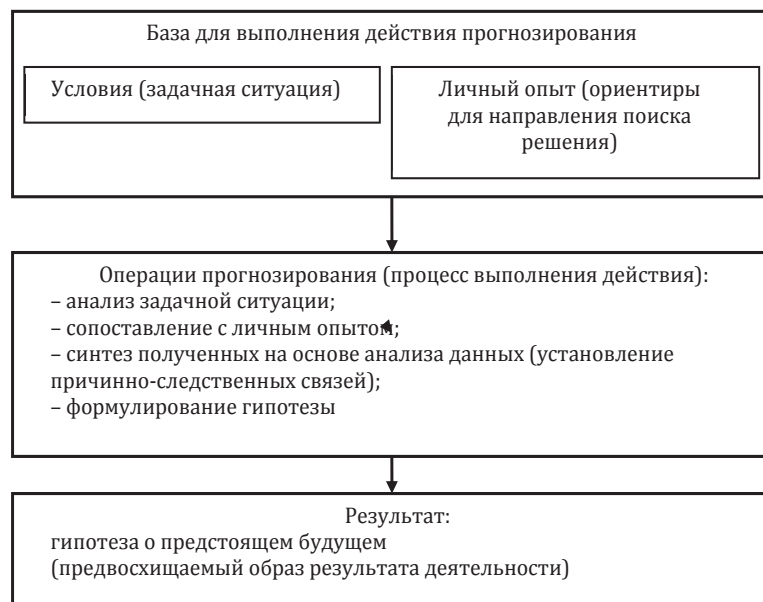 База для выполнения действия прогнозирования
Условия (задачная ситуация)
Личный опыт (ориентиры
для направления поиска
решения)
Операции прогнозирования (процесс выполнения действия):
– анализ задачной ситуации;
– сопоставление с личным опытом;
– синтез полученных на основе анализа данных (установление
причинно-следственных связей);
– формулирование гипотезы
Результат:
гипотеза о предстоящем будущем
(предвосхищаемый образ результата деятельности)